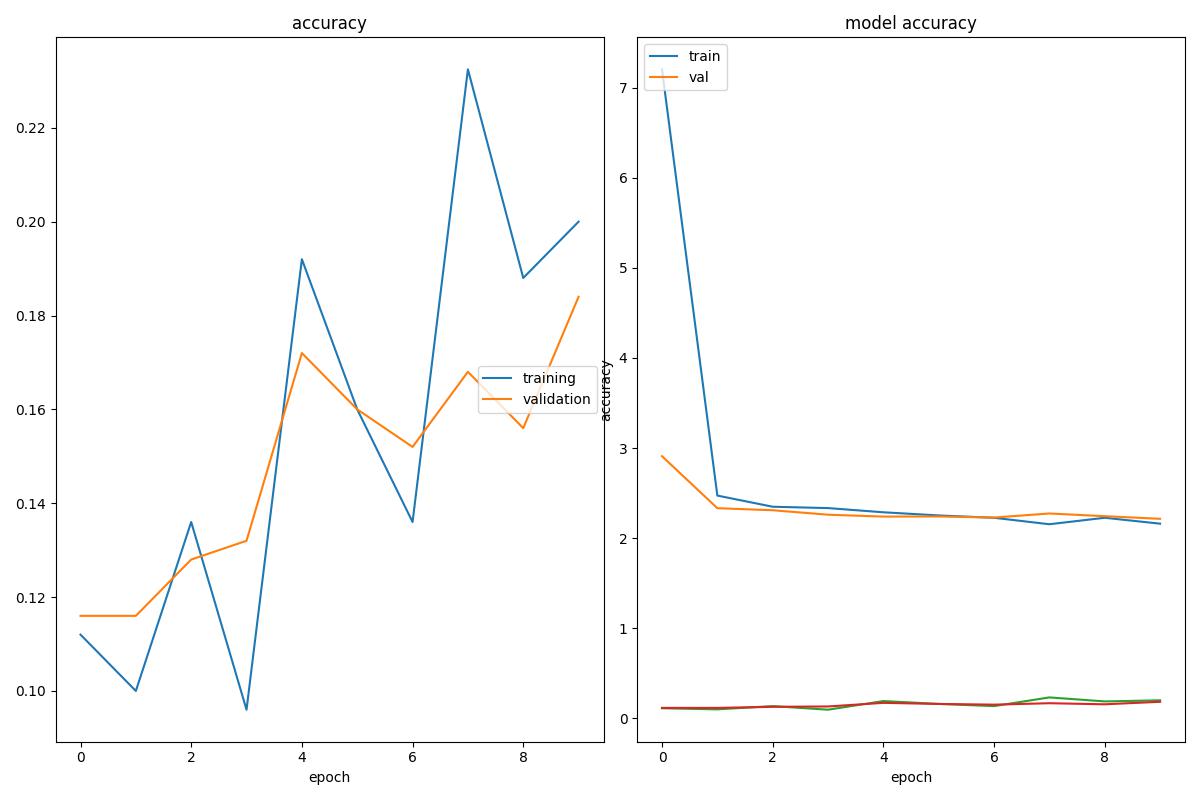 accuracy
0.22
0.20
0.18
0.16
0.14
0.12
0.10
training
validation
0 2 4 6 8
epoch
model accuracy
train
val
accuracy
7
6
5
4
3
2
1
0
0 2 4 6 8
epoch